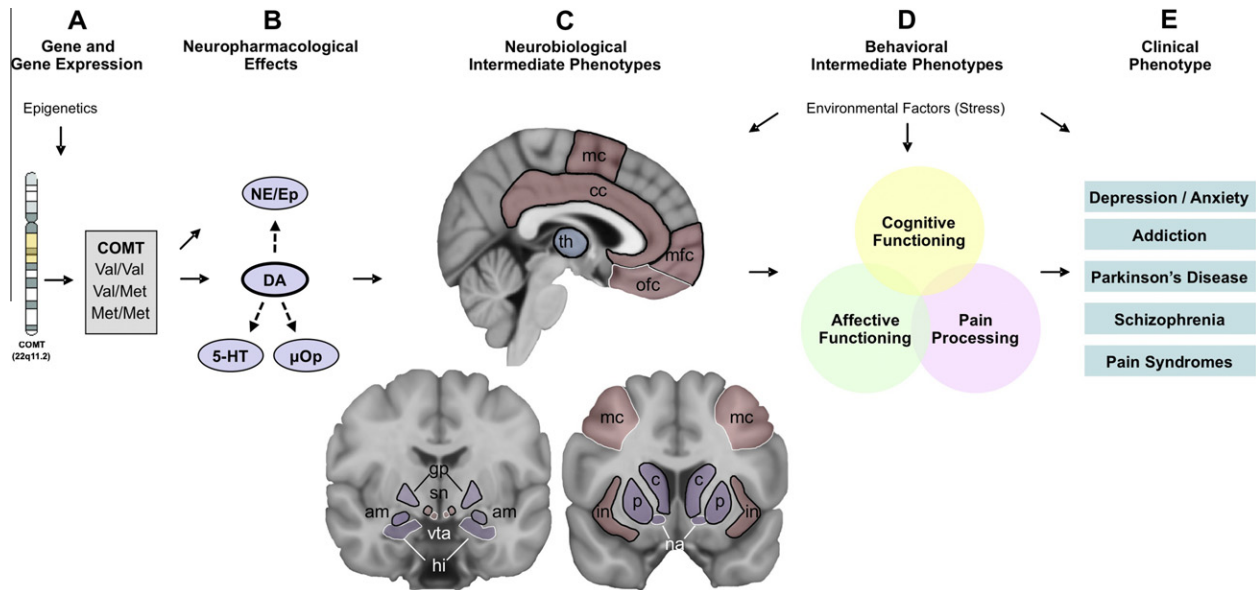 A
Gene and
Gene Expression
B
Neuropharmacological
Effects
C
Neurobiological
Intermediate Phenotypes
D
Behavioral
Intermediate Phenotypes
E
Clinical
Phenotype
Epigenetics
COMT
(22q11.2)
COMT
Val/Val
Val/Met
Met/Met
NE/Ep
DA
5-HT
µOp
mc
cc
th
mfc
ofc
gp
sn
am
am
vta
hi
mc
mc
c
c
p
p
in
in
na
Environmental Factors (Stress)
Cognitive
Functioning
Affective
Functioning
Pain
Processing
Depression / Anxiety
Addiction
Parkinson's Disease
Schizophrenia
Pain Syndromes